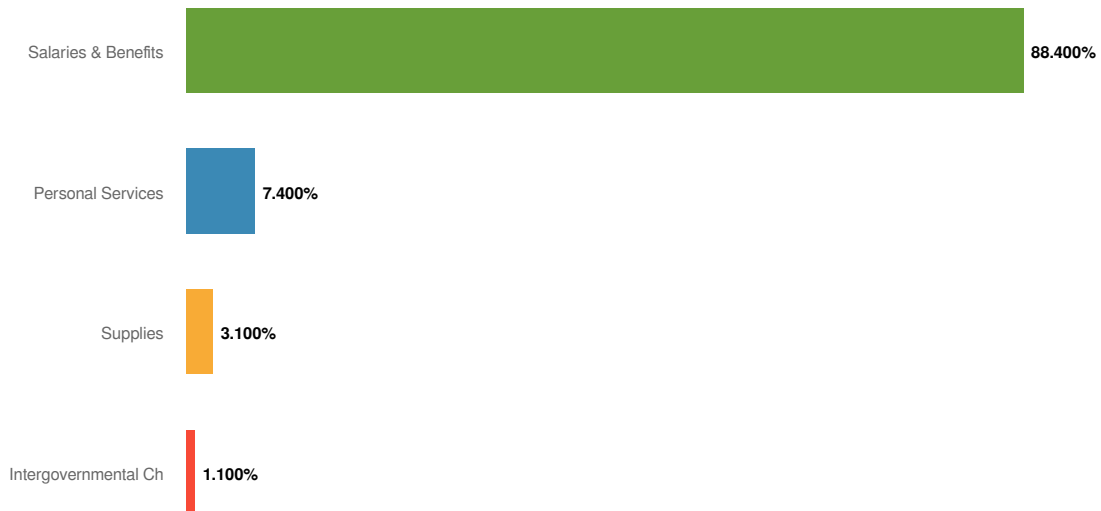 Salaries & Benefits 88.400%
Personal Services 7.400%
Supplies 3.100%
Intergovernmental Ch 1.100%